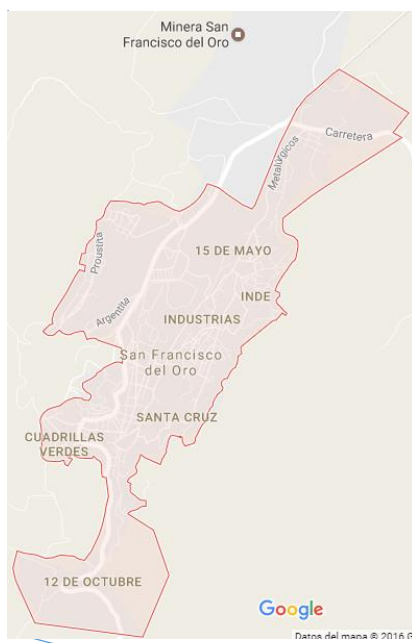 Minera San
Francisco del Oro
Carretera
Metalúrgicos
15 DE MAYO
Proustita
INDE
Argentita
INDUSTRIAS
San Francisco
del Oro
SANTA CRUZ
CUADRILLAS
VERDES
12 DE OCTUBRE
Google
Datos del mapa © 2016 G